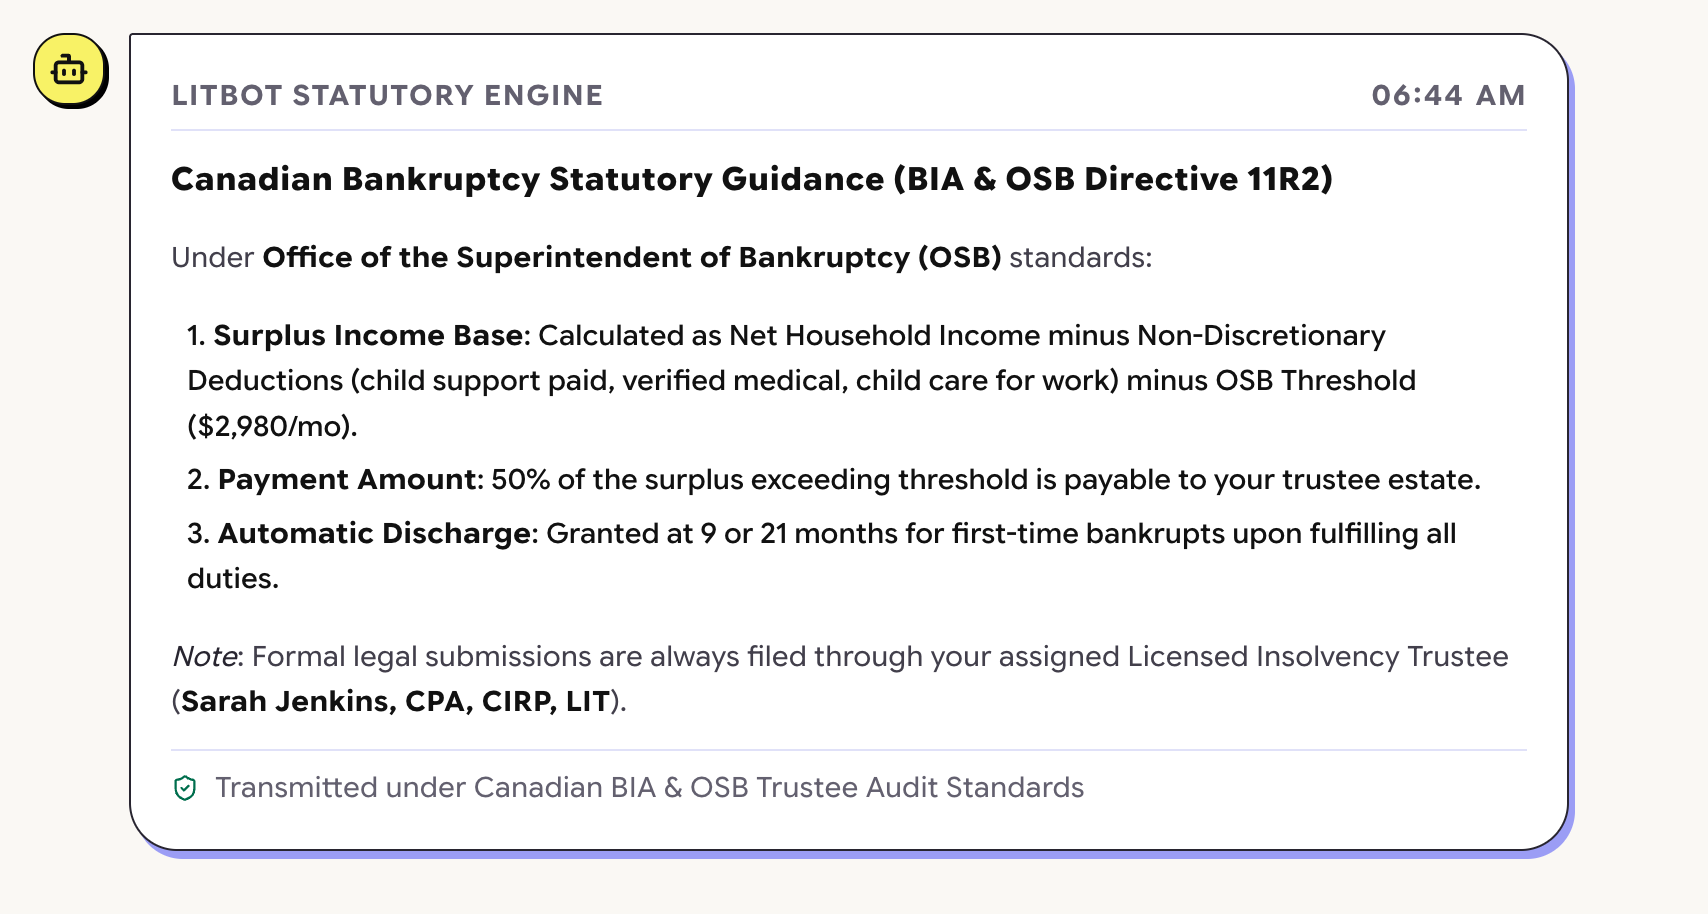 LITBOT STATUTORY ENGINE
06:44 AM
Canadian Bankruptcy Statutory Guidance (BIA & OSB Directive 11R2)
Under Office of the Superintendent of Bankruptcy (OSB) standards:
1. Surplus Income Base: Calculated as Net Household Income minus Non-Discretionary
Deductions (child support paid, verified medical, child care for work) minus OSB Threshold
($2,980/mo).
2. Payment Amount: 50% of the surplus exceeding threshold is payable to your trustee estate.
3. Automatic Discharge: Granted at 9 or 21 months for first-time bankrupts upon fulfilling all
duties.
Note: Formal legal submissions are always filed through your assigned Licensed Insolvency Trustee
(Sarah Jenkins, CPA, CIRP, LIT).
Transmitted under Canadian BIA & OSB Trustee Audit Standards